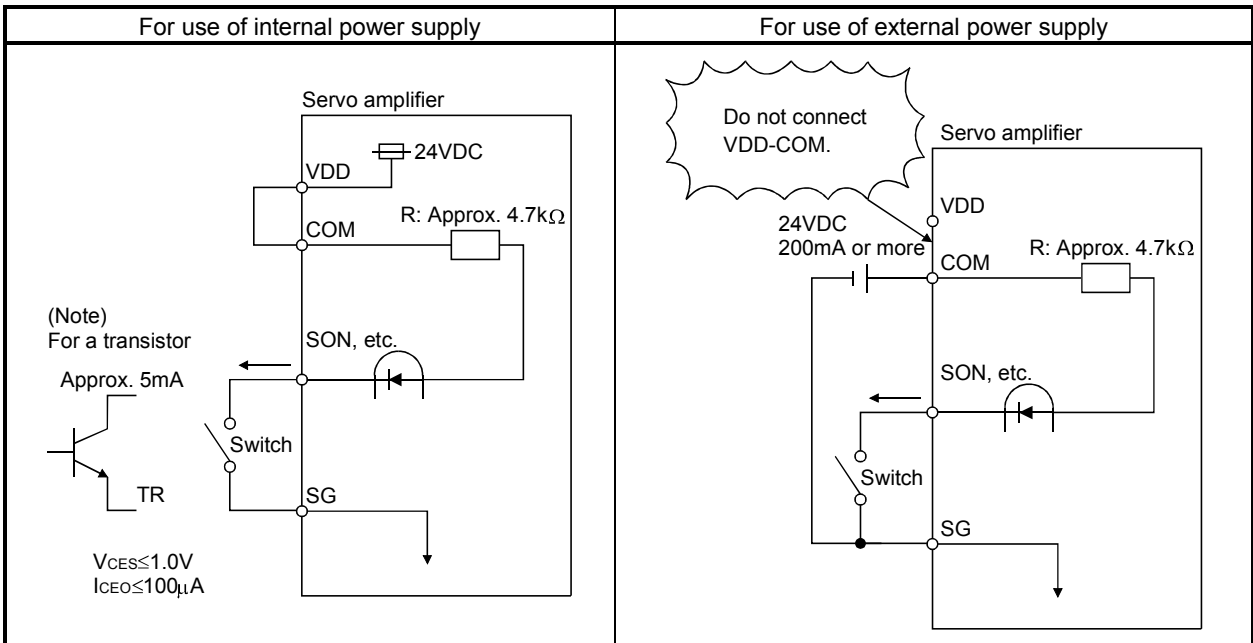 For use of internal power supply
For use of external power supply
Servo amplifier
24VDC
VDD
COM
R: Approx. 4.7kΩ
(Note)
For a transistor
Approx. 5mA
SON, etc.
Switch
TR
SG
VCES≤1.0V
ICEO≤100μA
Do not connect
VDD-COM.
Servo amplifier
VDD
24VDC
200mA or more
COM
R: Approx. 4.7kΩ
SON, etc.
Switch
SG